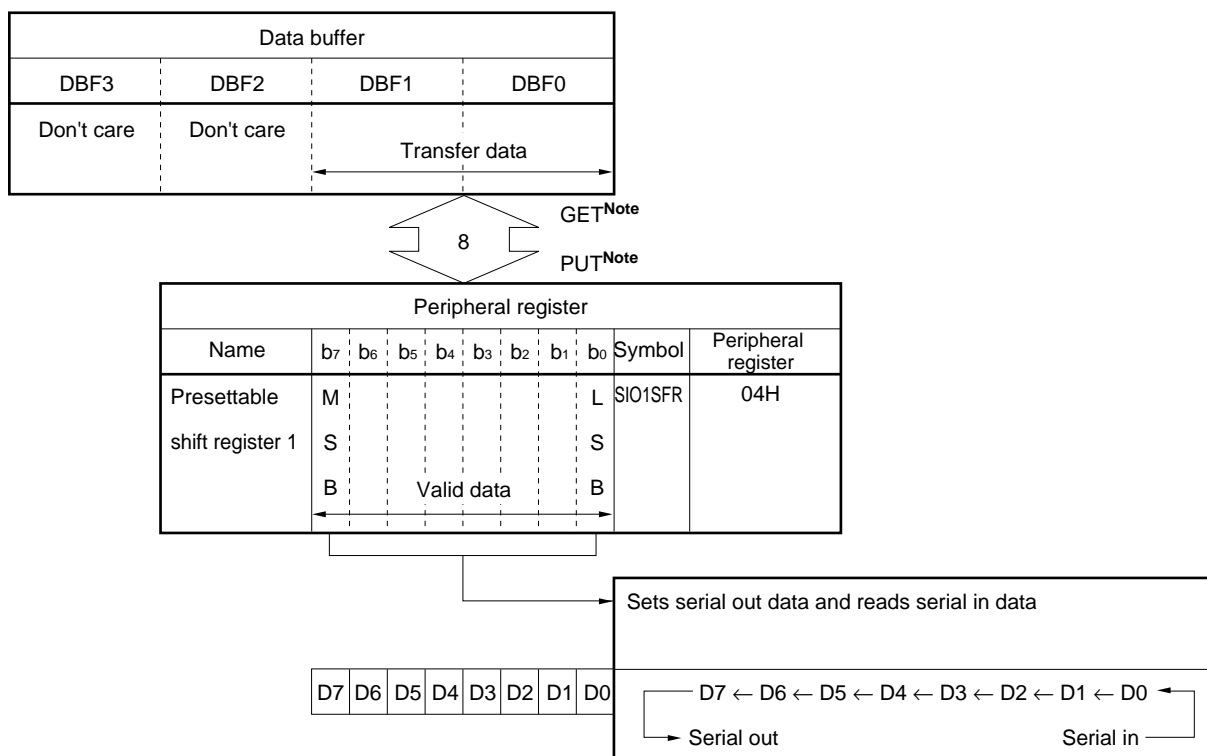 Data buffer
DBF3 DBF2 DBF1 DBF0
Don't care Don't care
Transfer data
GETNote
8
PUTNote
Peripheral register
Name b7 b6 b5 b4 b3 b2 b1 b0 Symbol Peripheral register
Presettable M L SIO1SFR 04H
shift register 1 S S
B Valid data B
Sets serial out data and reads serial in data
D7 D6 D5 D4 D3 D2 D1 D0 D7 ← D6 ← D5 ← D4 ← D3 ← D2 ← D1 ← D0
Serial out Serial in